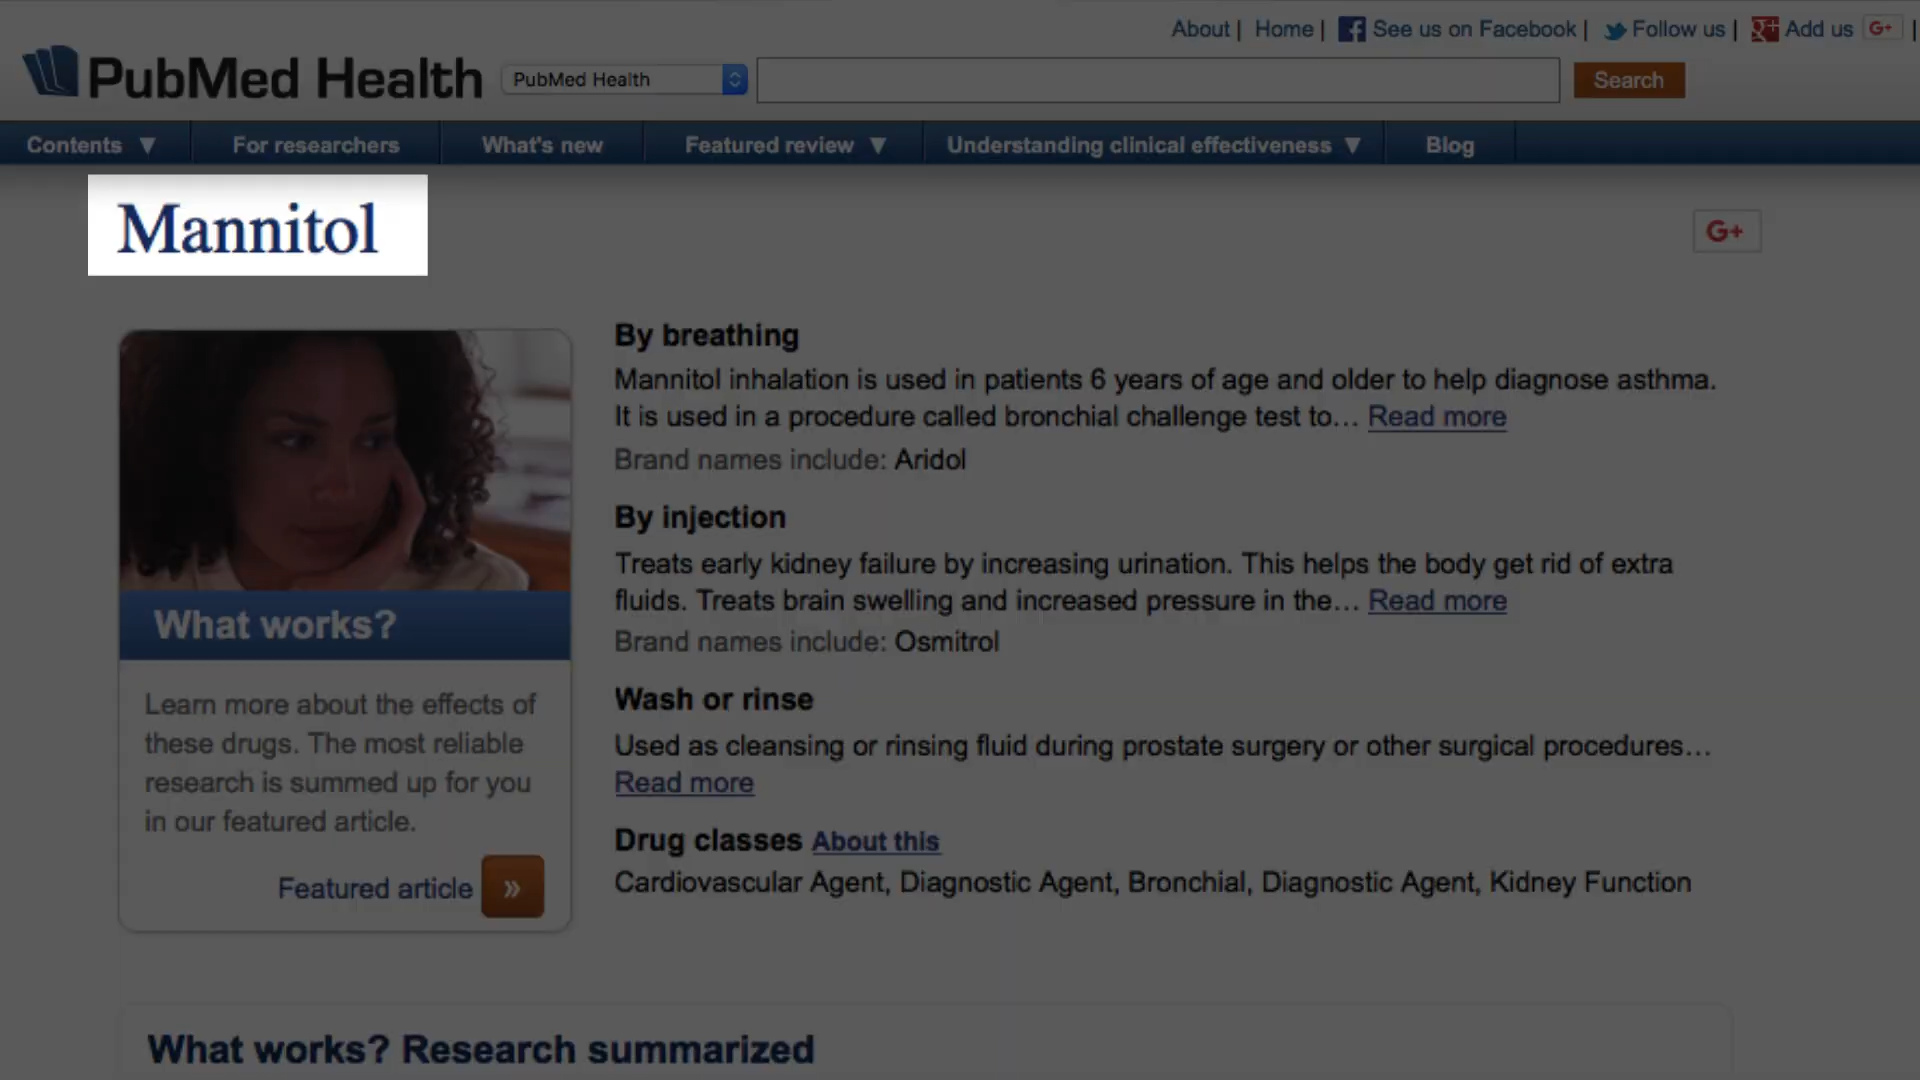 About | Home | See us on Facebook | Follow us | Add us G+ |
PubMed Health PubMed Health Search
Contents ▼ For researchers What's new Featured review ▼ Understanding clinical effectiveness ▼ Blog
Mannitol
G+
What works?
Learn more about the effects of
these drugs. The most reliable
research is summed up for you
in our featured article.
Featured article »
By breathing
Mannitol inhalation is used in patients 6 years of age and older to help diagnose asthma.
It is used in a procedure called bronchial challenge test to… Read more
Brand names include: Aridol
By injection
Treats early kidney failure by increasing urination. This helps the body get rid of extra
fluids. Treats brain swelling and increased pressure in the… Read more
Brand names include: Osmitrol
Wash or rinse
Used as cleansing or rinsing fluid during prostate surgery or other surgical procedures…
Read more
Drug classes About this
Cardiovascular Agent, Diagnostic Agent, Bronchial, Diagnostic Agent, Kidney Function
What works? Research summarized